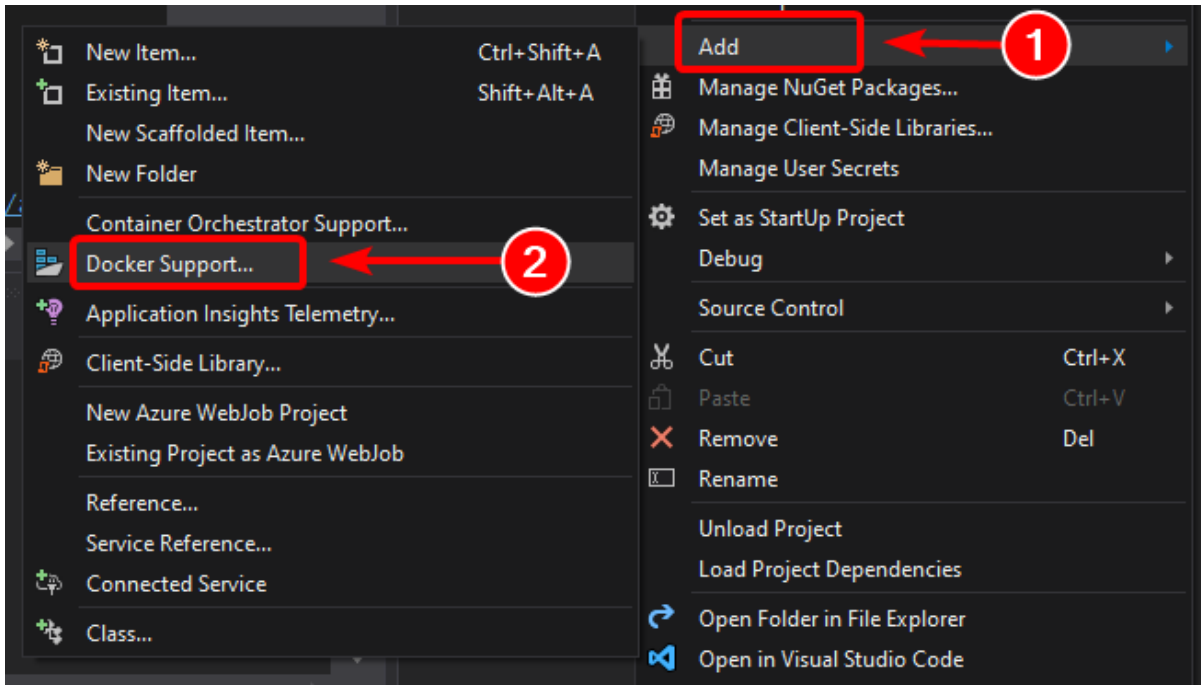 New Item... Ctrl+Shift+A
Existing Item... Shift+Alt+A
New Scaffolded Item...
New Folder
Container Orchestrator Support...
Docker Support...
2
Application Insights Telemetry...
Client-Side Library...
New Azure WebJob Project
Existing Project as Azure WebJob
Reference...
Service Reference...
Connected Service
Class...
Add
1
Manage NuGet Packages...
Manage Client-Side Libraries...
Manage User Secrets
Set as StartUp Project
Debug
Source Control
Cut Ctrl+X
Paste Ctrl+V
Remove Del
Rename
Unload Project
Load Project Dependencies
Open Folder in File Explorer
Open in Visual Studio Code